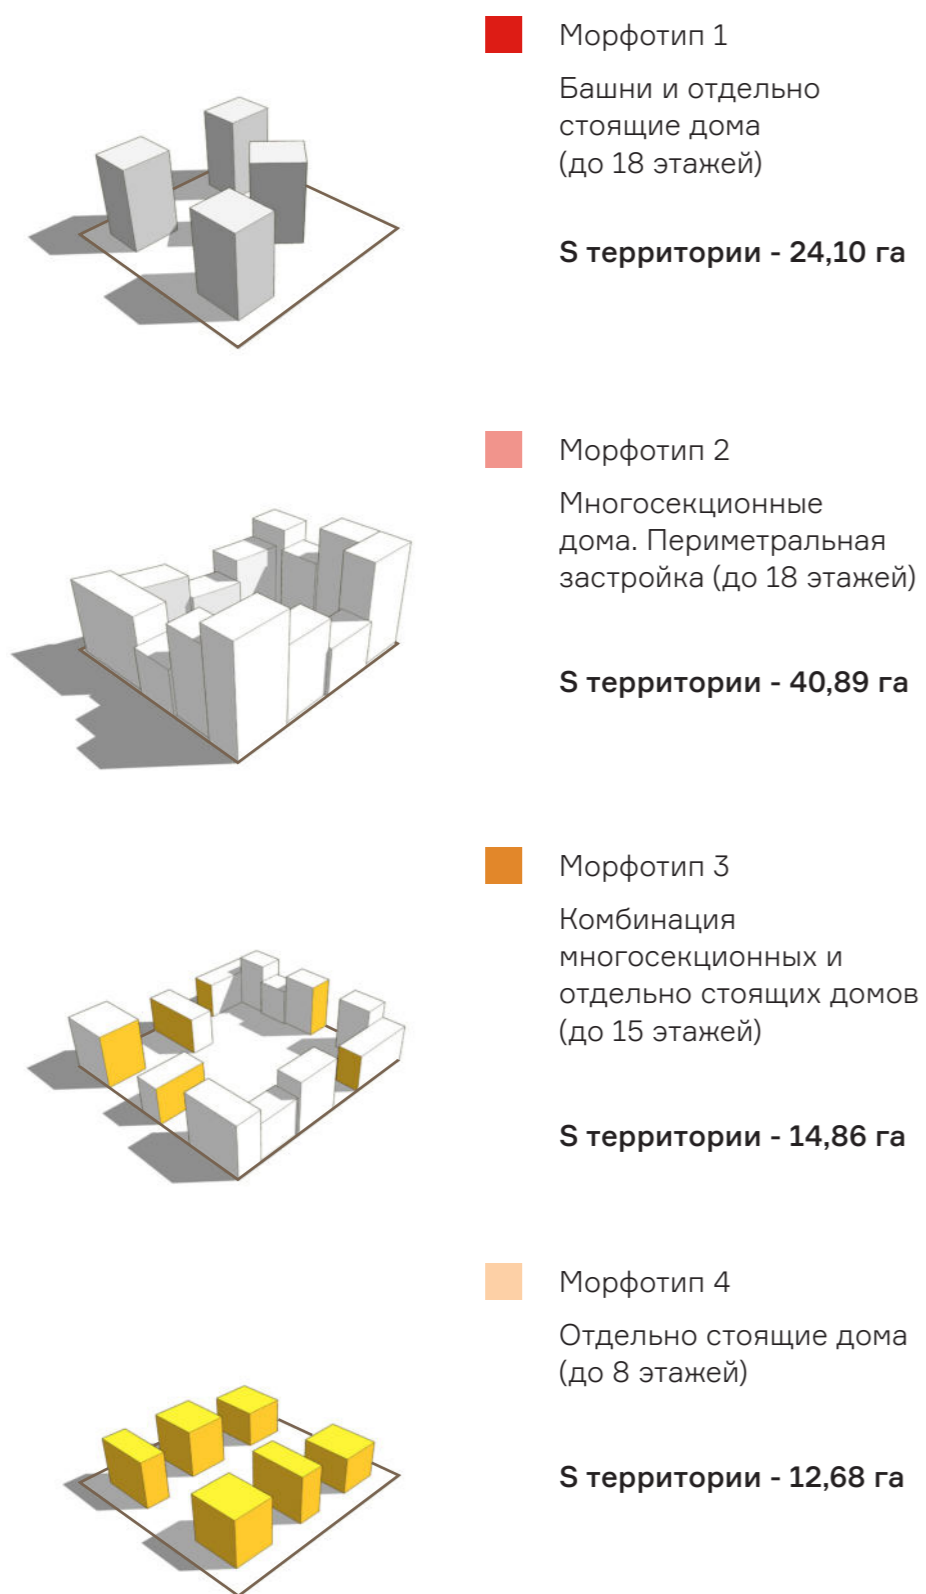 Морфотип 1
Башни и отдельно
стоящие дома
(до 18 этажей)
S территории - 24,10 га
Морфотип 2
Многосекционные
дома. Периметральная
застройка (до 18 этажей)
S территории - 40,89 га
Морфотип 3
Комбинация
многосекционных и
отдельно стоящих домов
(до 15 этажей)
S территории - 14,86 га
Морфотип 4
Отдельно стоящие дома
(до 8 этажей)
S территории - 12,68 га